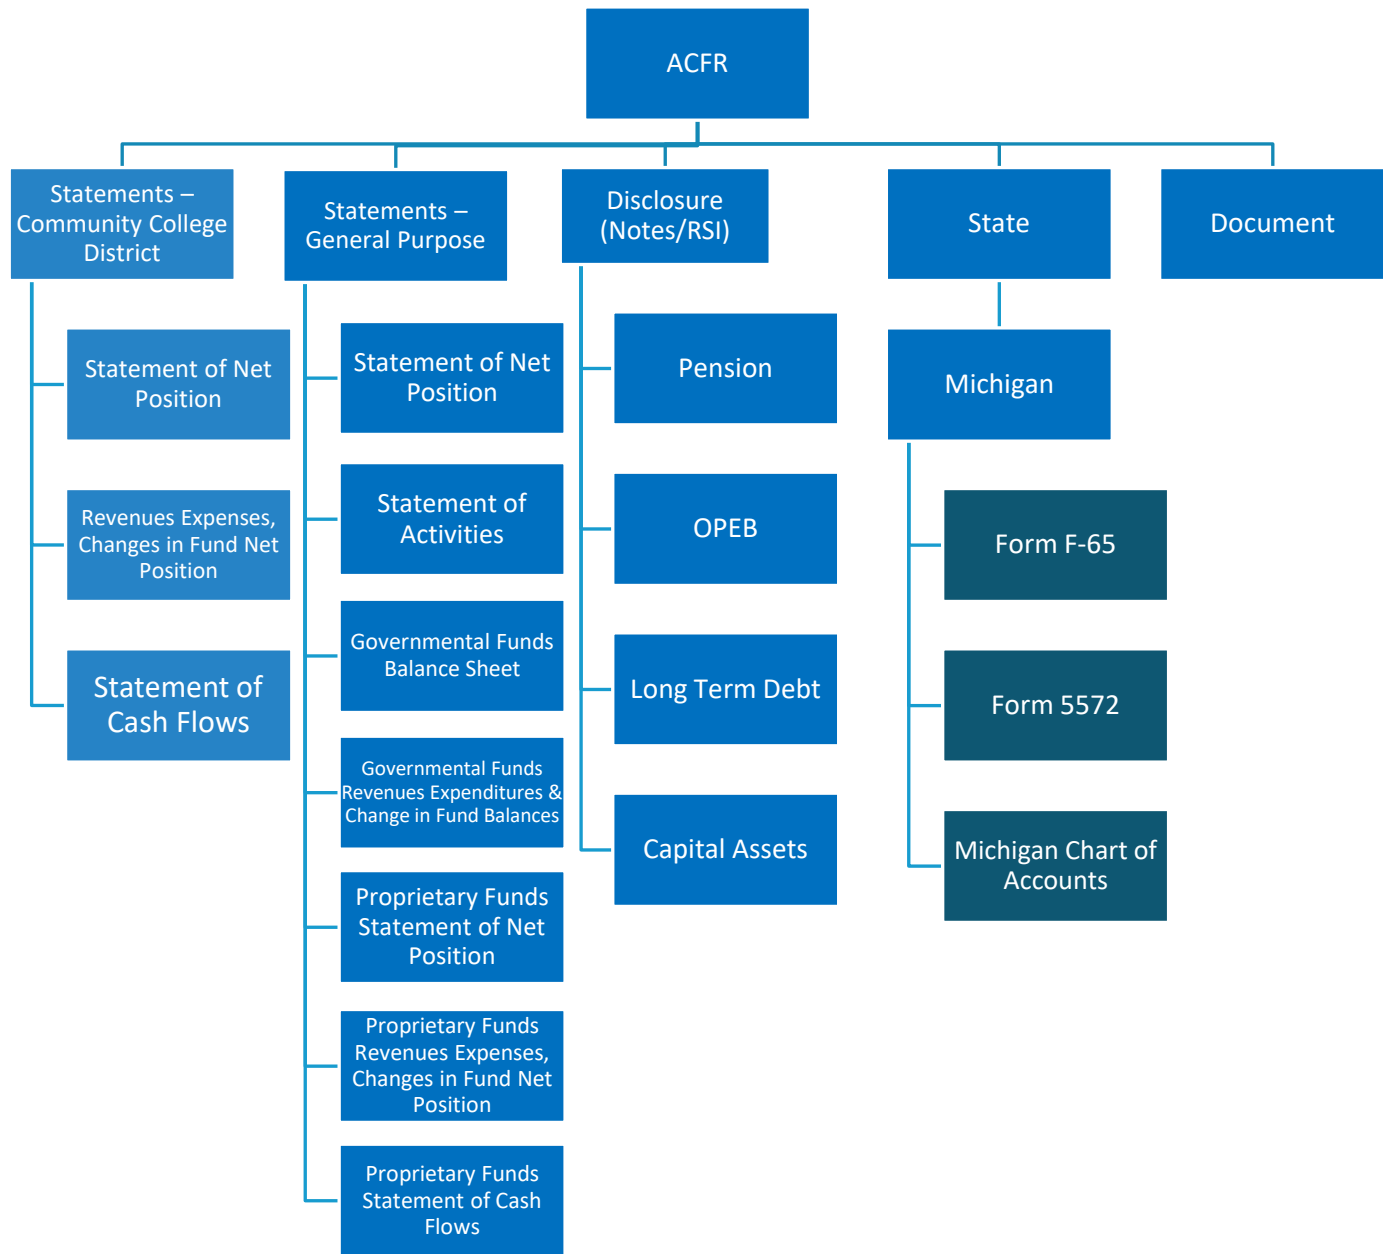 ACFR
Statements –
Community College
District
Statements –
General Purpose
Disclosure
(Notes/RSI)
State
Document
Statement of Net
Position
Revenues Expenses,
Changes in Fund Net
Position
Statement of
Cash Flows
Statement of Net
Position
Statement of
Activities
Governmental Funds
Balance Sheet
Governmental Funds
Revenues Expenditures &
Change in Fund Balances
Proprietary Funds
Statement of Net
Position
Proprietary Funds
Revenues Expenses,
Changes in Fund Net
Position
Proprietary Funds
Statement of Cash
Flows
Pension
OPEB
Long Term Debt
Capital Assets
Michigan
Form F-65
Form 5572
Michigan Chart of
Accounts